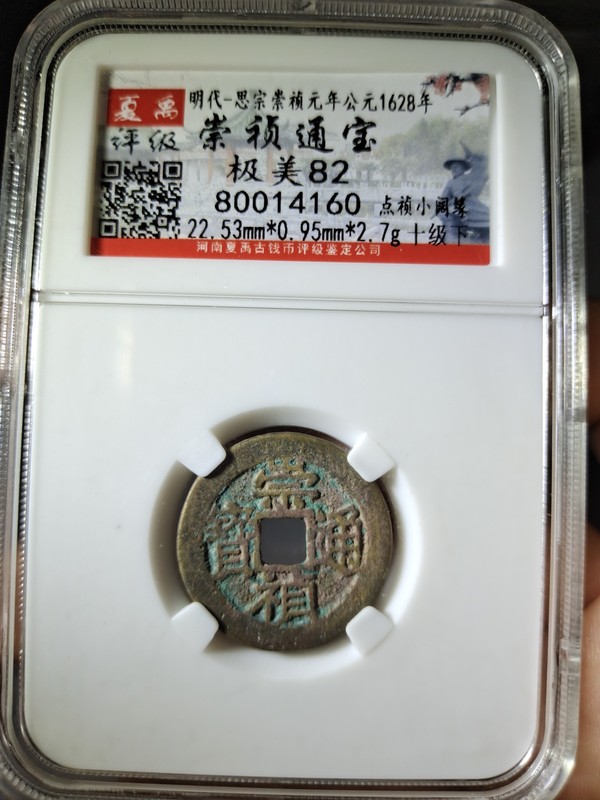 夏禹
评级
明代-思宗崇祯元年公元1628年
崇祯通宝
极美82
80014160 点祯小阔缘
22.53mm*0.95mm*2.7g 十级下
河南夏禹古钱币评级鉴定公司
崇禎通寶